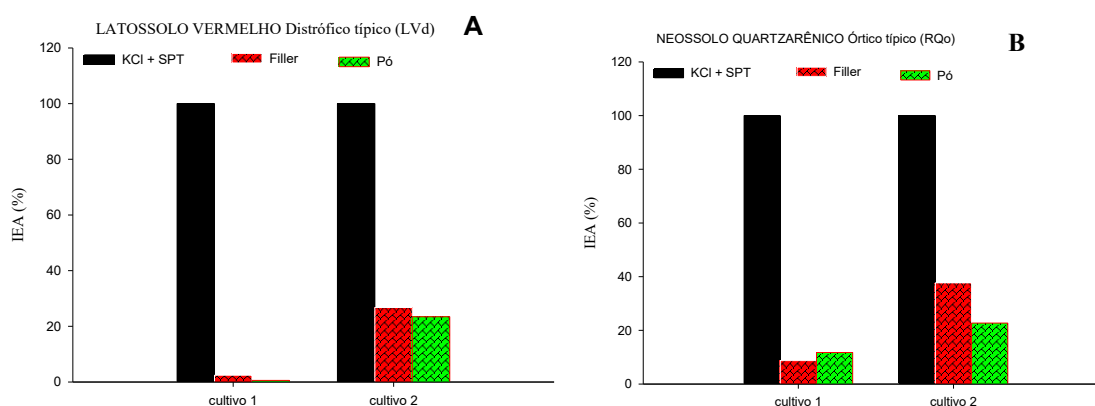 LATOSSOLO VERMELHO Distrófico típico (LVd)
A
KCl + SPT
Filler
Pó
120
100
80
60
40
20
0
IEA (%)
cultivo 1
cultivo 2
NEOSSOLO QUARTZARÊNICO Órtico típico (RQo)
B
KCl + SPT
Filler
Pó
120
100
80
60
40
20
0
IEA (%)
cultivo 1
cultivo 2